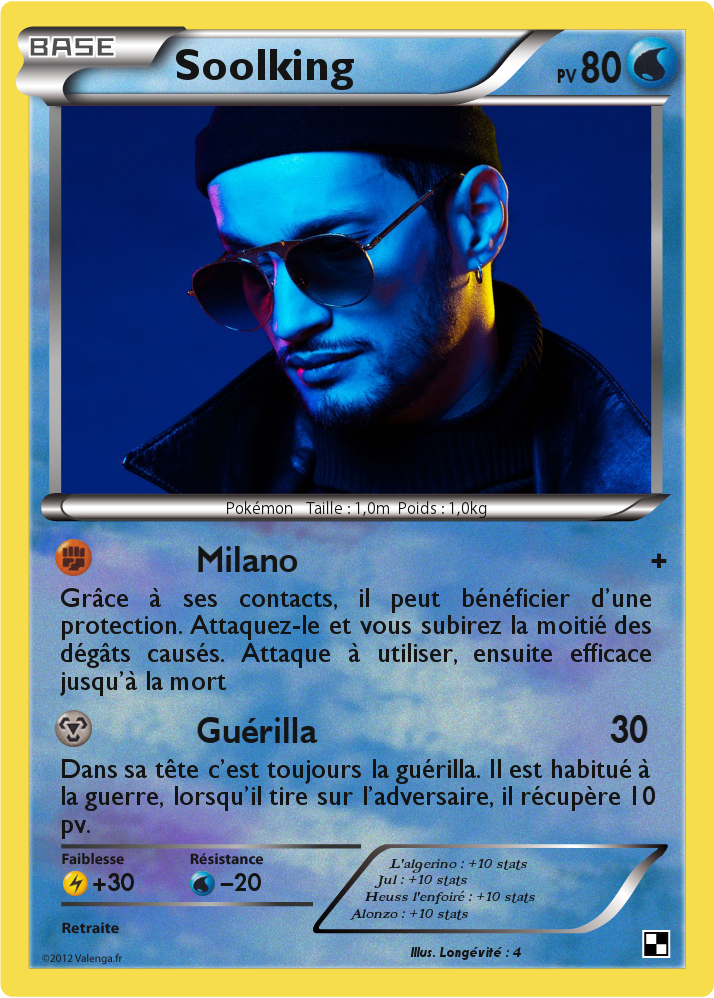 BASE
Soolking
PV 80
Pokémon Taille : 1,0m Poids : 1,0kg
Milano +
Grâce à ses contacts, il peut bénéficier d'une
protection. Attaquez-le et vous subirez la moitié des
dégâts causés. Attaque à utiliser, ensuite efficace
jusqu'à la mort
Guérilla 30
Dans sa tête c'est toujours la guérilla. Il est habitué à
la guerre, lorsqu'il tire sur l'adversaire, il récupère 10
pv.
Faiblesse Résistance
+30 –20
L'algerino : +10 stats
Jul : +10 stats
Heuss l'enfoiré : +10 stats
Alonzo : +10 stats
Retraite
©2012 Valenga.fr
Illus. Longévité : 4